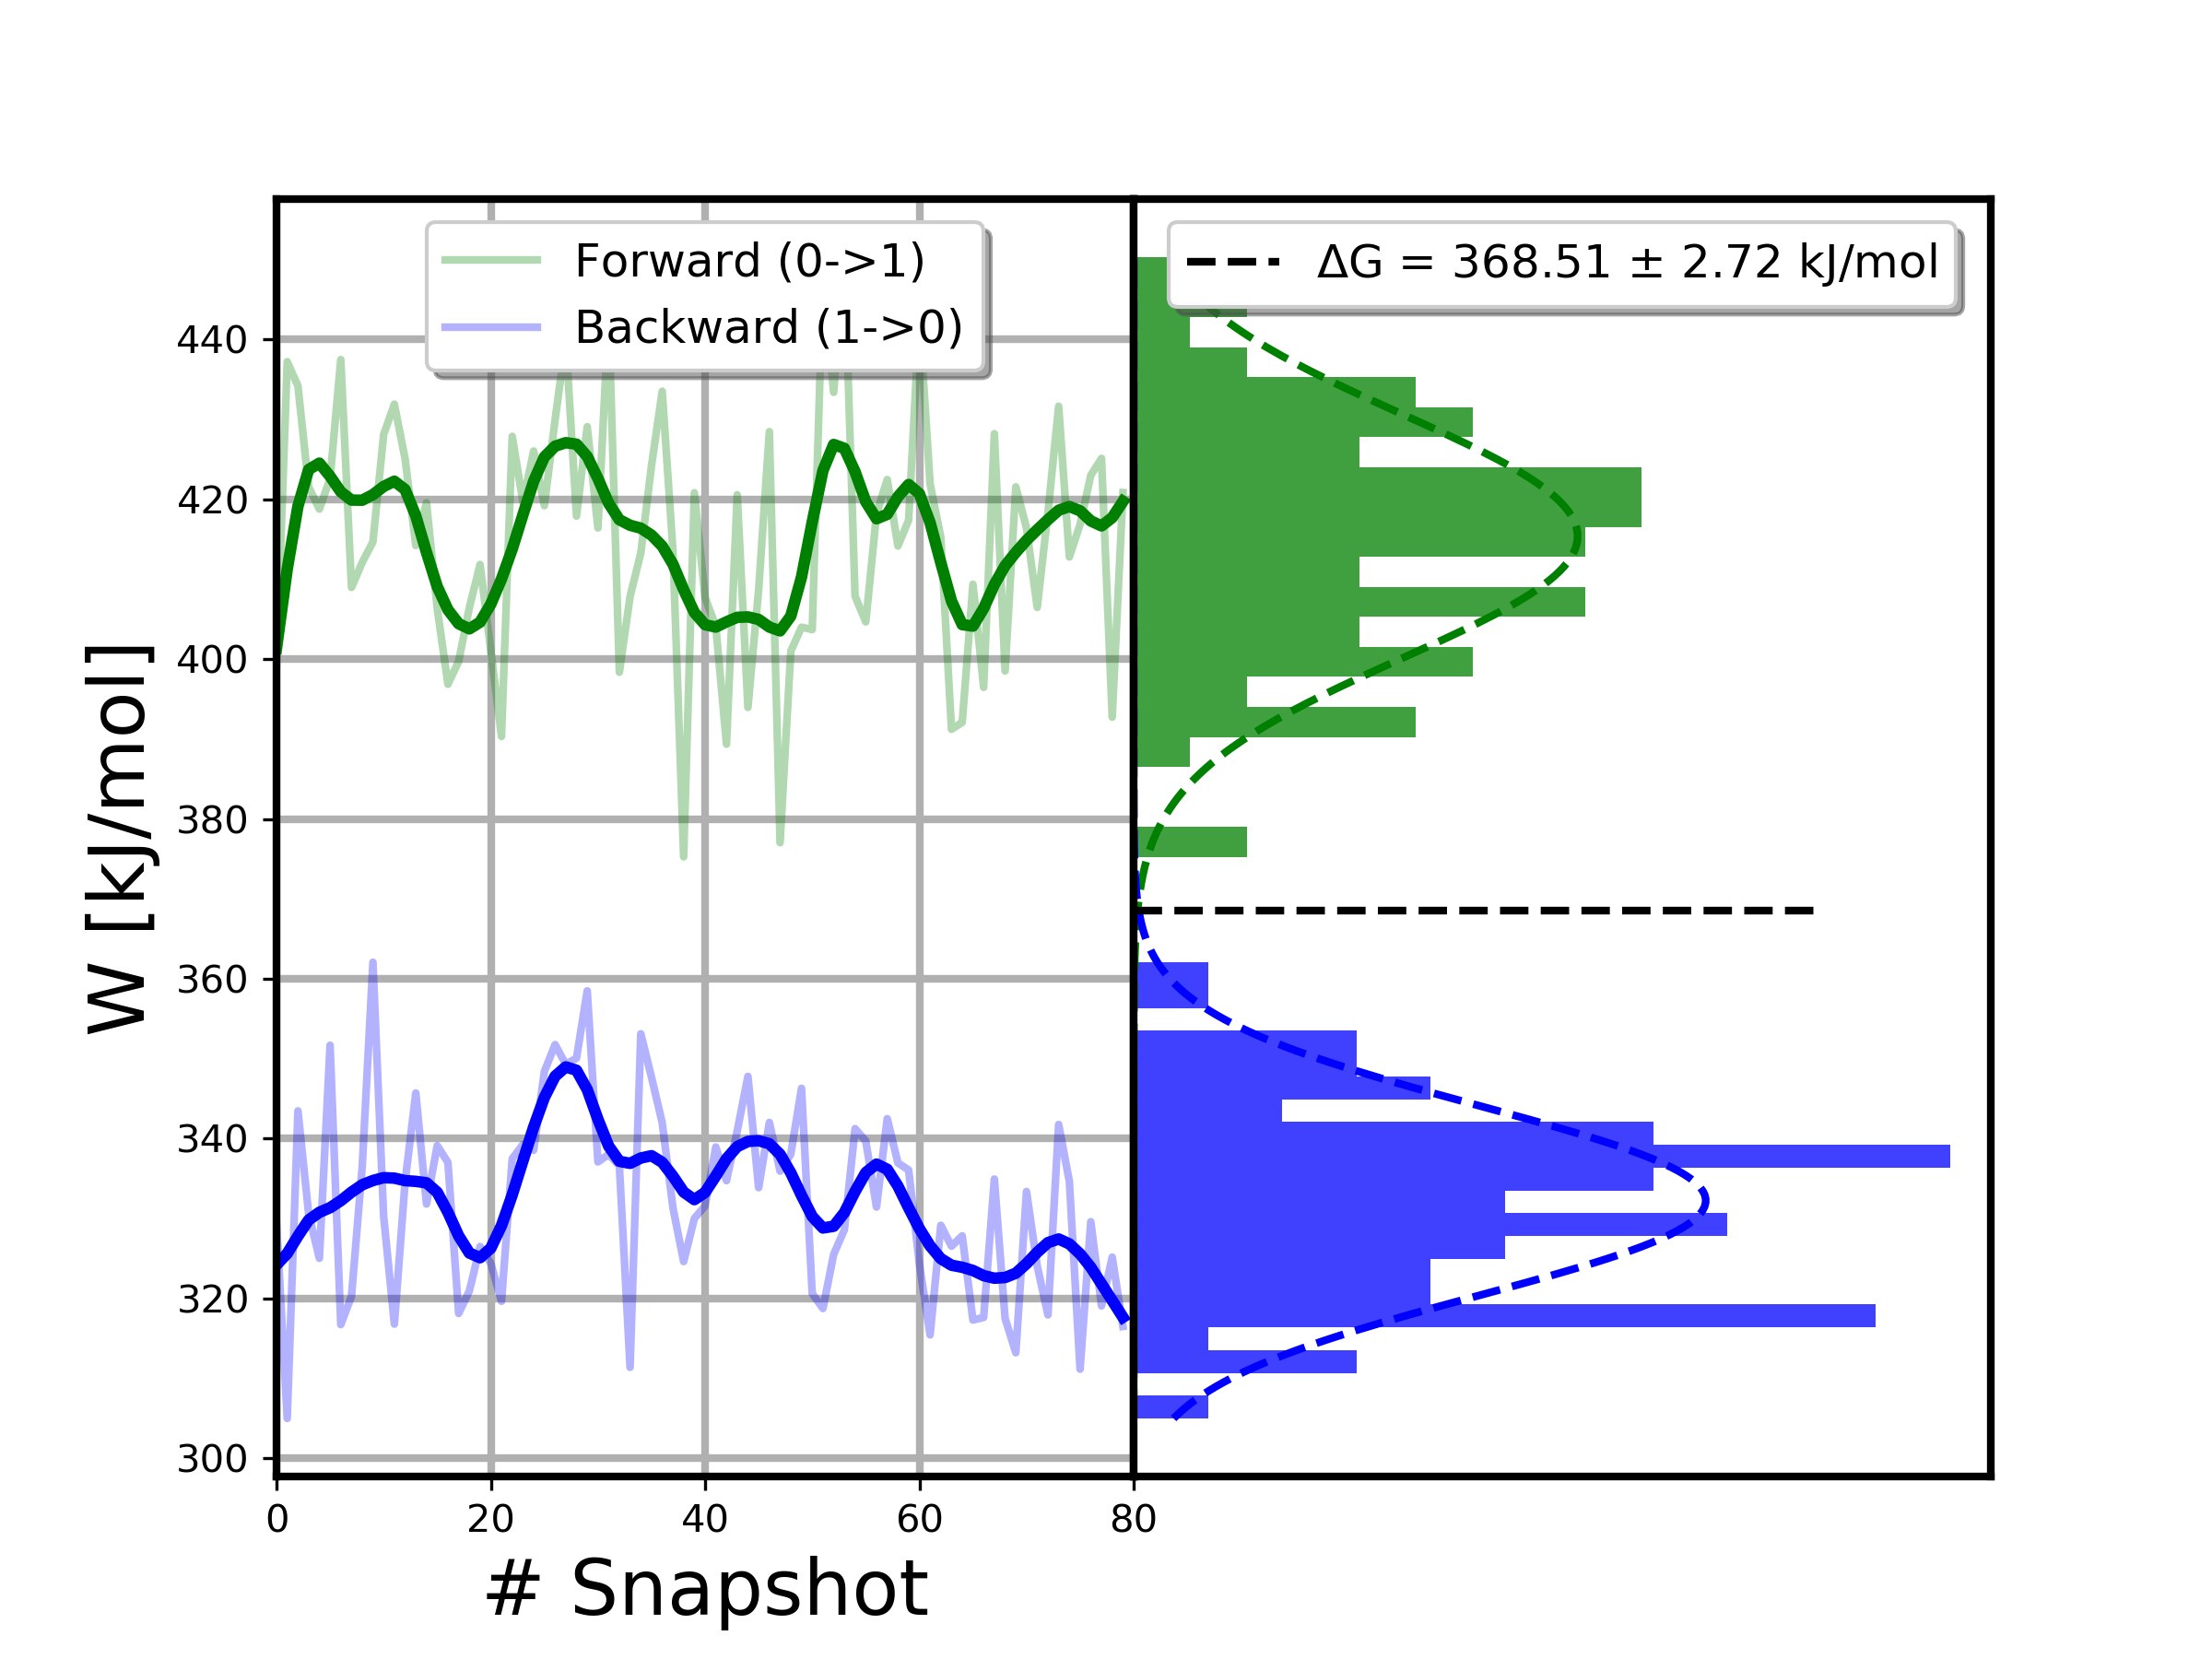 Forward (0->1)
Backward (1->0)
ΔG = 368.51 ± 2.72 kJ/mol
W [kJ/mol]
440
420
400
380
360
340
320
300
0 20 40 60 80
# Snapshot